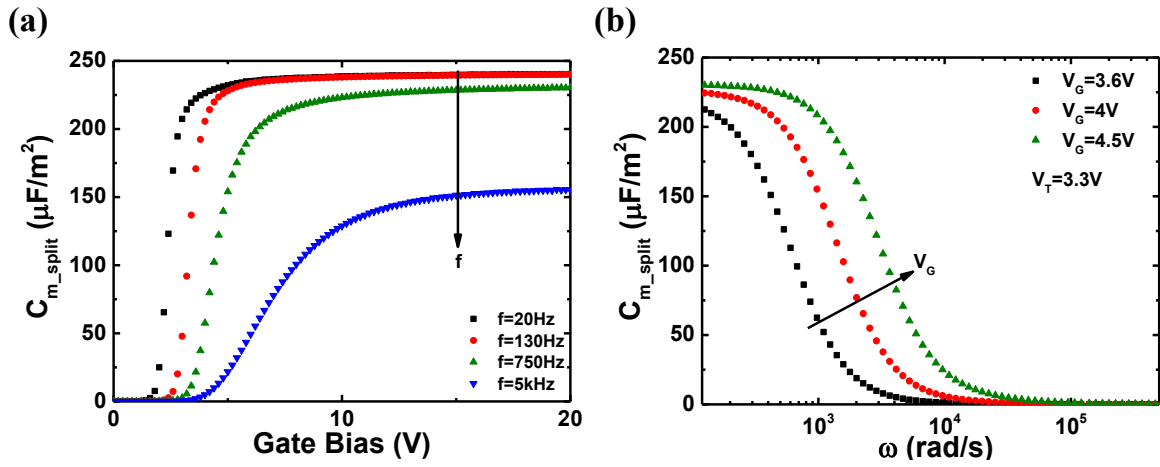 (a)
250
200
150
100
50
0
C_m_split (μF/m²)
0
10
20
Gate Bias (V)
f
f=20Hz
f=130Hz
f=750Hz
f=5kHz
(b)
250
200
150
100
50
0
C_m_split (μF/m²)
10³
10⁴
10⁵
ω (rad/s)
V_G=3.6V
V_G=4V
V_G=4.5V
V_T=3.3V
V_G